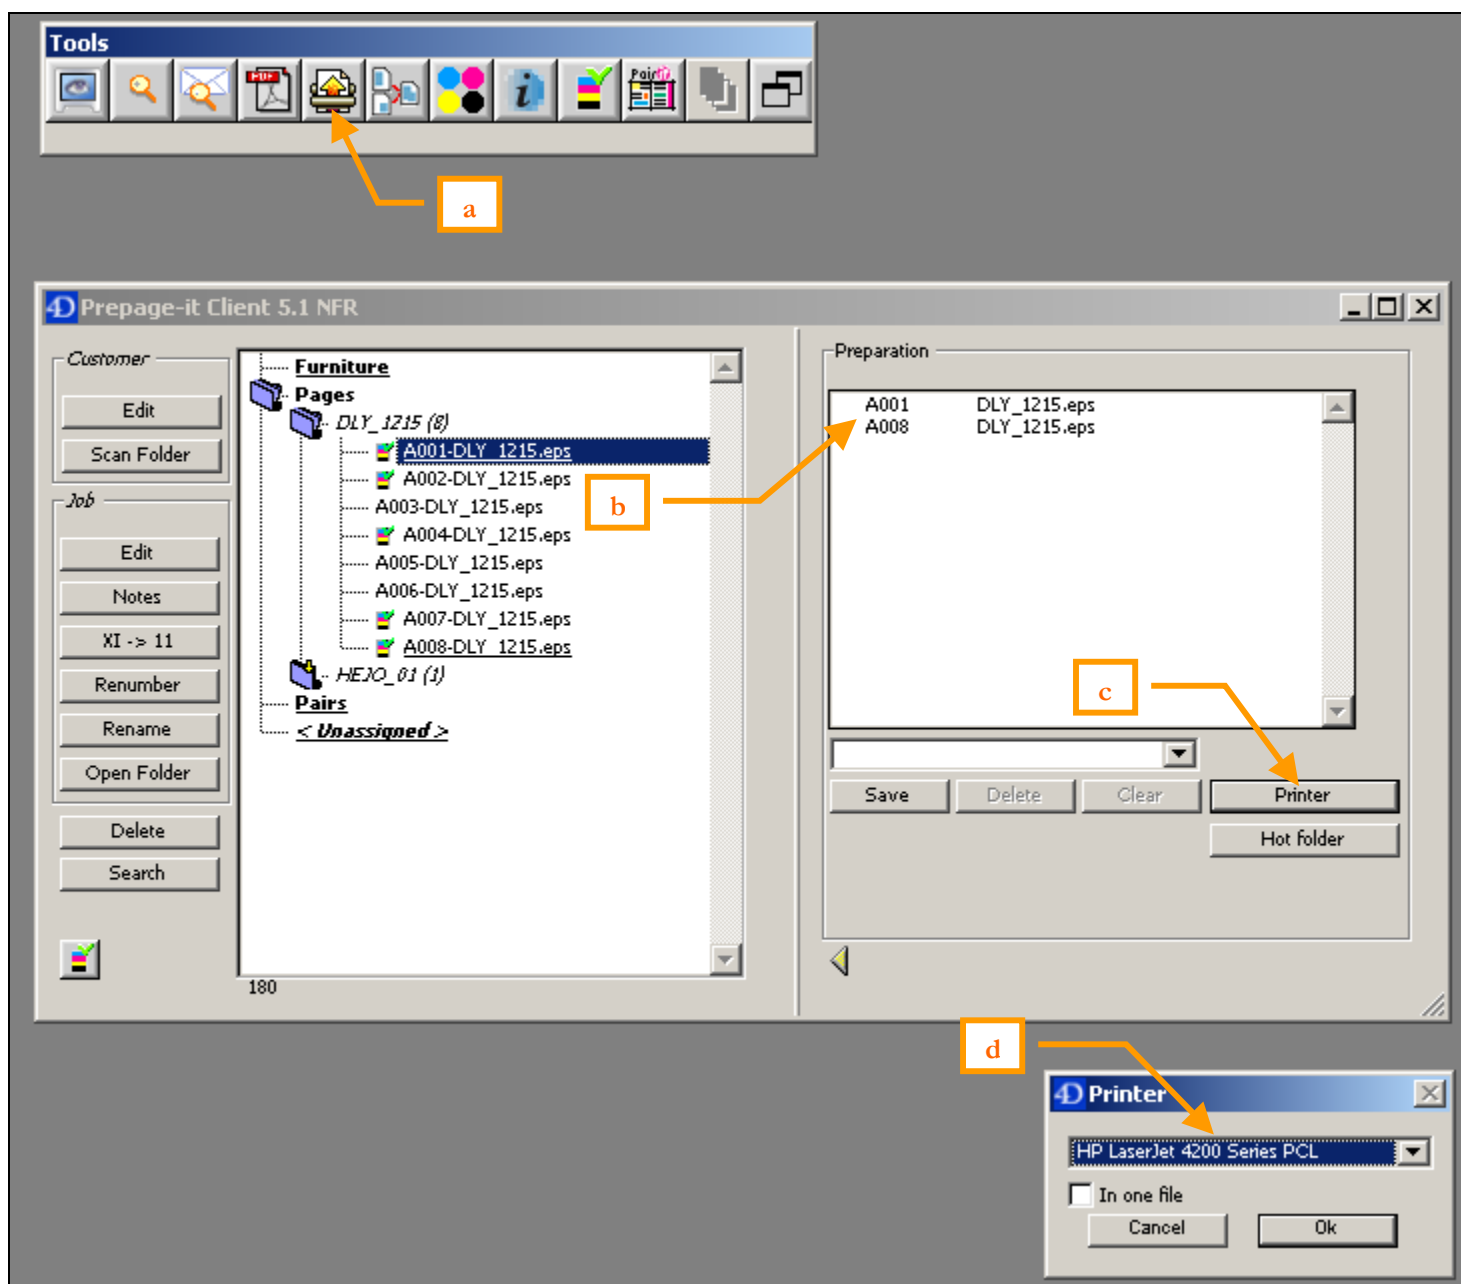 Tools
PDF
Pairit
a
Prepage-it Client 5.1 NFR
Customer
Edit
Scan Folder
Job
Edit
Notes
XI -> 11
Renumber
Rename
Open Folder
Delete
Search
Furniture
Pages
DLY_1215 (8)
A001-DLY_1215.eps
A002-DLY_1215.eps
A003-DLY_1215.eps
A004-DLY_1215.eps
A005-DLY_1215.eps
A006-DLY_1215.eps
A007-DLY_1215.eps
A008-DLY_1215.eps
HEJO_01 (1)
Pairs
< Unassigned >
180
b
Preparation
A001 DLY_1215.eps
A008 DLY_1215.eps
c
Save Delete Clear Printer
Hot folder
d
Printer
HP LaserJet 4200 Series PCL
In one file
Cancel Ok